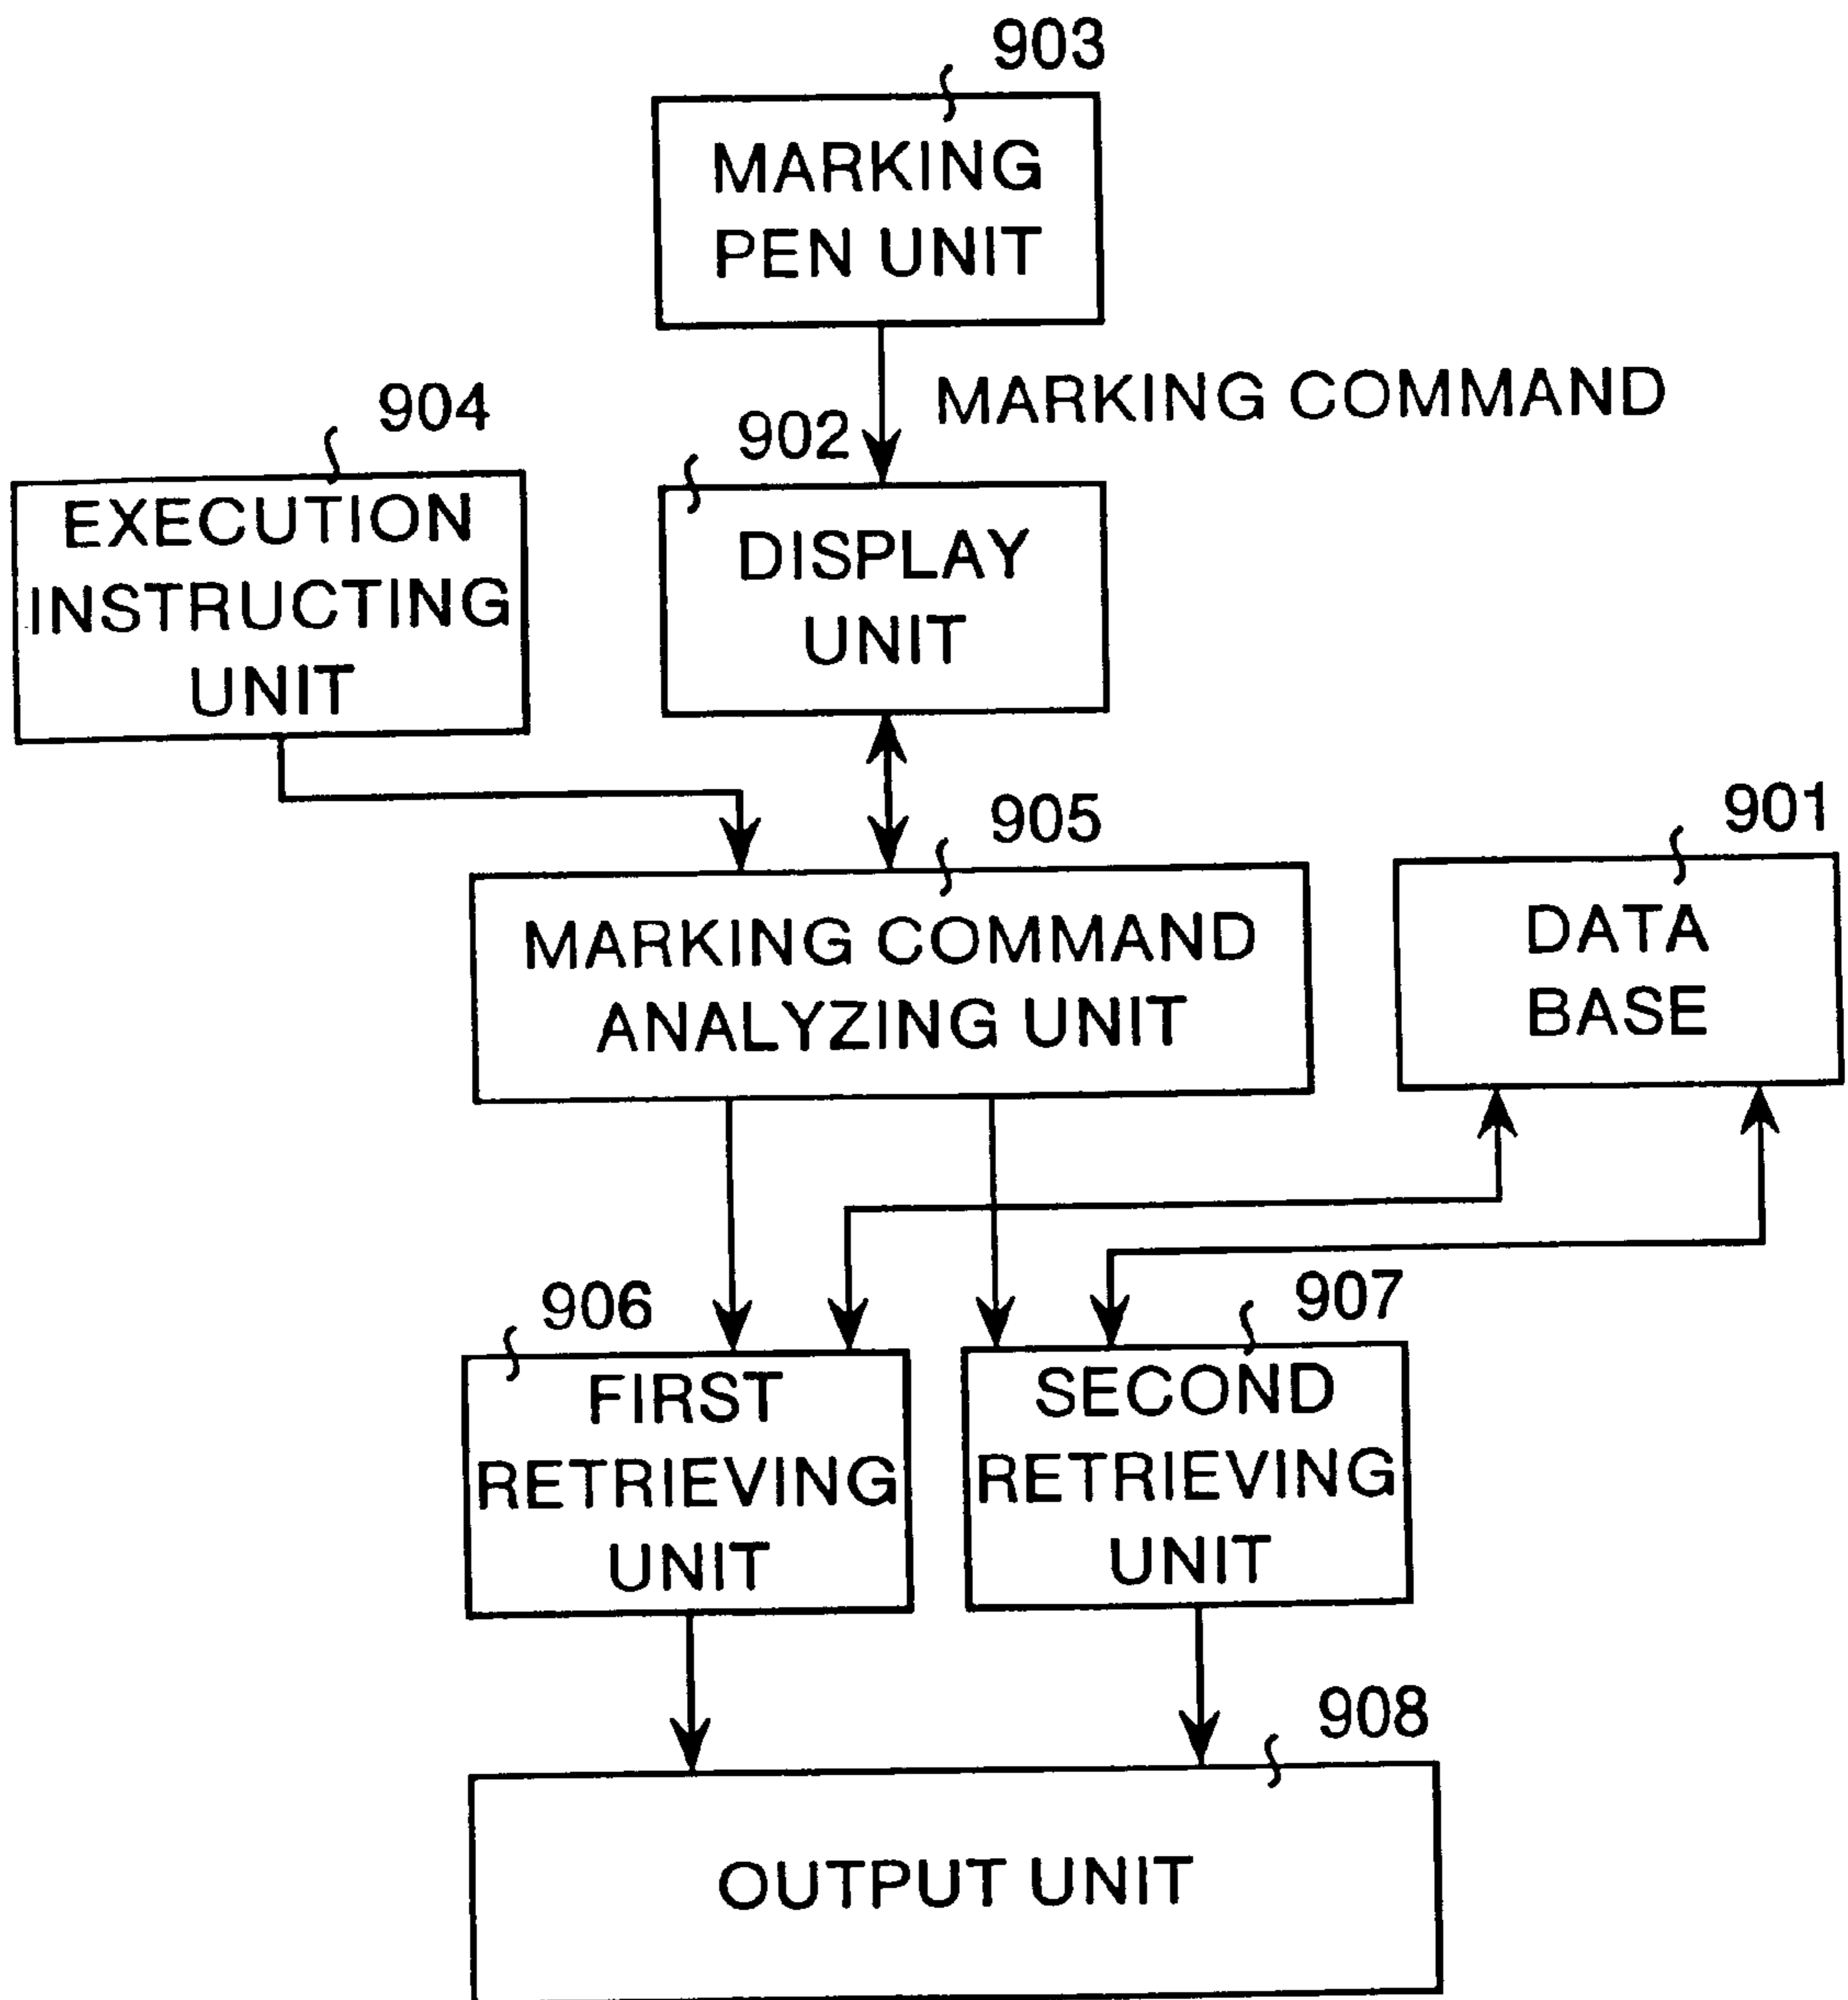 903
MARKING
PEN UNIT
MARKING COMMAND
904
902
EXECUTION
INSTRUCTING
UNIT
DISPLAY
UNIT
905
901
MARKING COMMAND
ANALYZING UNIT
DATA
BASE
906
907
FIRST
RETRIEVING
UNIT
SECOND
RETRIEVING
UNIT
908
OUTPUT UNIT